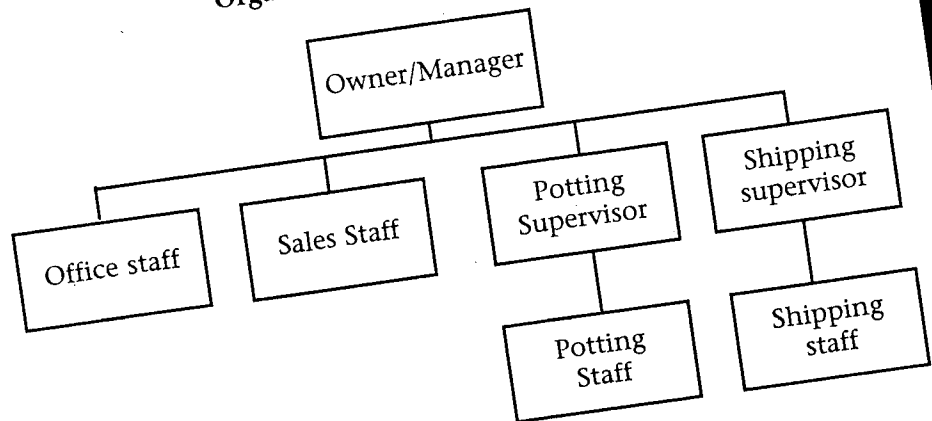 Owner/Manager
Office staff
Sales Staff
Potting
Supervisor
Shipping
supervisor
Potting
Staff
Shipping
staff